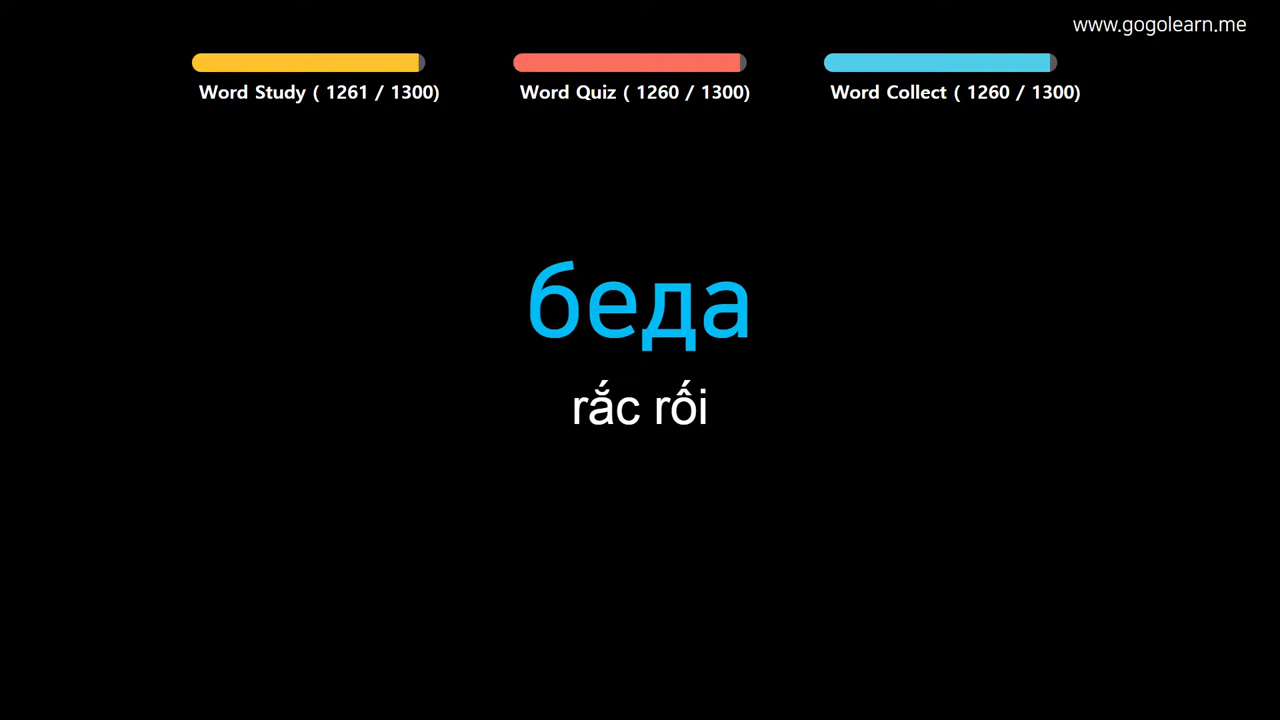 www.gogolearn.me
Word Study ( 1261 / 1300)
Word Quiz ( 1260 / 1300)
Word Collect ( 1260 / 1300)
беда
rắc rối